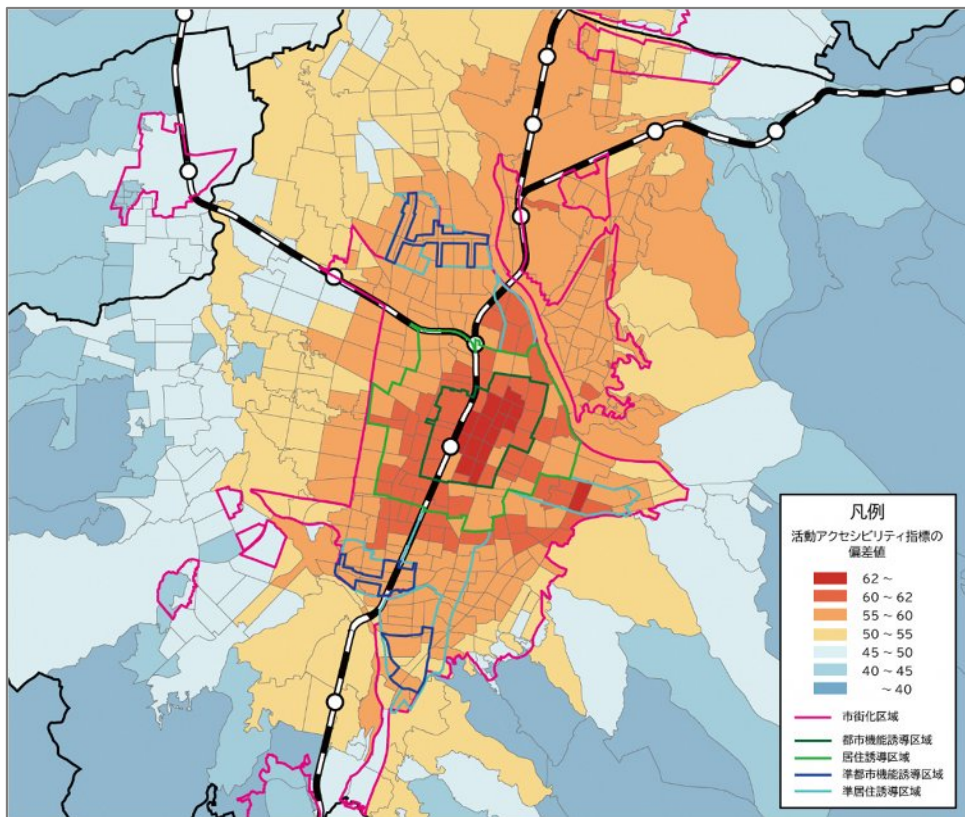 凡例
活動アクセシビリティ指標の
偏差値
62～
60～62
55～60
50～55
45～50
40～45
～40
市街化区域
都市機能誘導区域
居住誘導区域
準都市機能誘導区域
準居住誘導区域